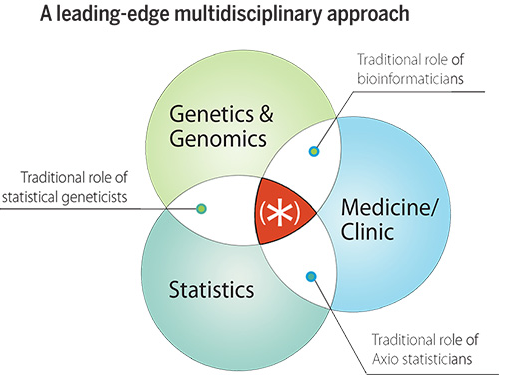 A leading-edge multidisciplinary approach
Traditional role of
bioinformaticians
Genetics &
Genomics
Traditional role of
statistical geneticists
(*)
Medicine/
Clinic
Statistics
Traditional role of
Axio statisticians